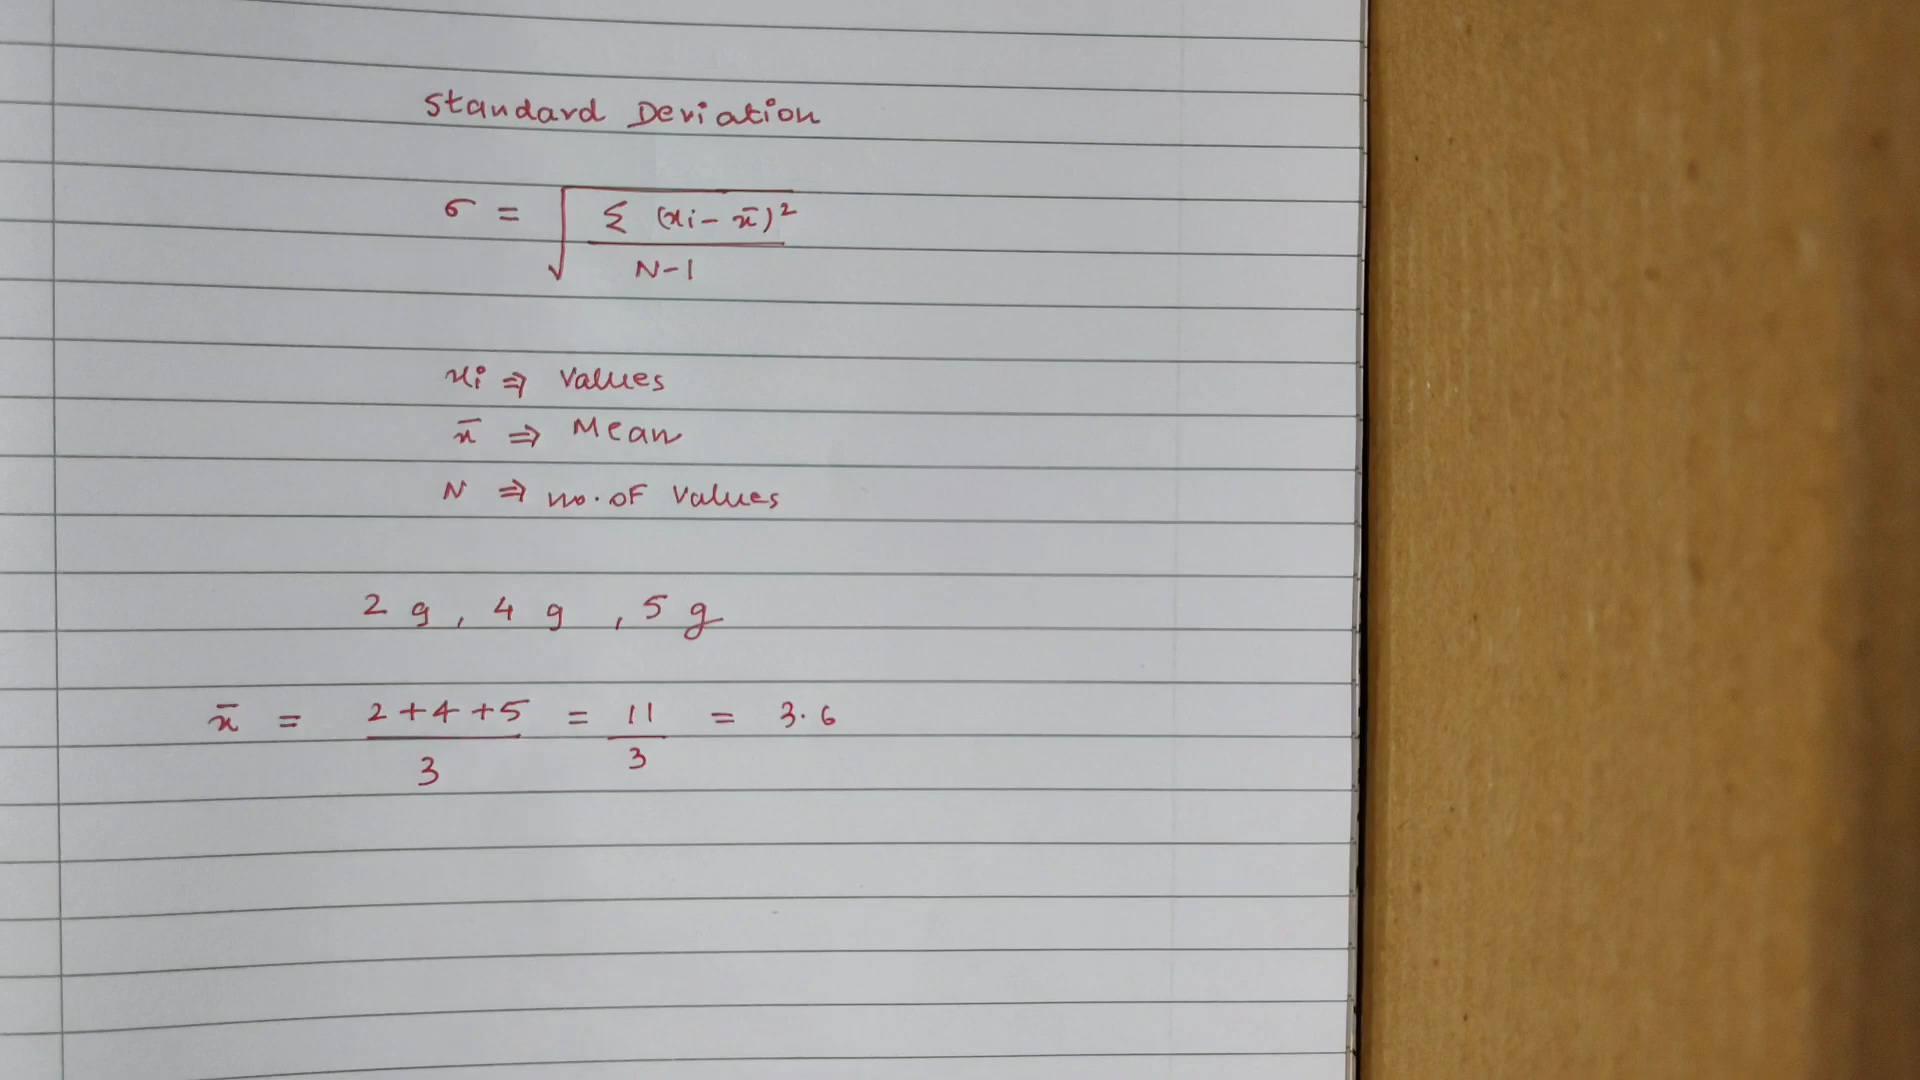 Standard Deviation
σ = √(Σ (xi - x̄)² / N-1)
xi ⇒ values
x̄ ⇒ Mean
N ⇒ no. of values
2 g, 4 g, 5 g
x̄ = 2+4+5 / 3 = 11 / 3 = 3.6